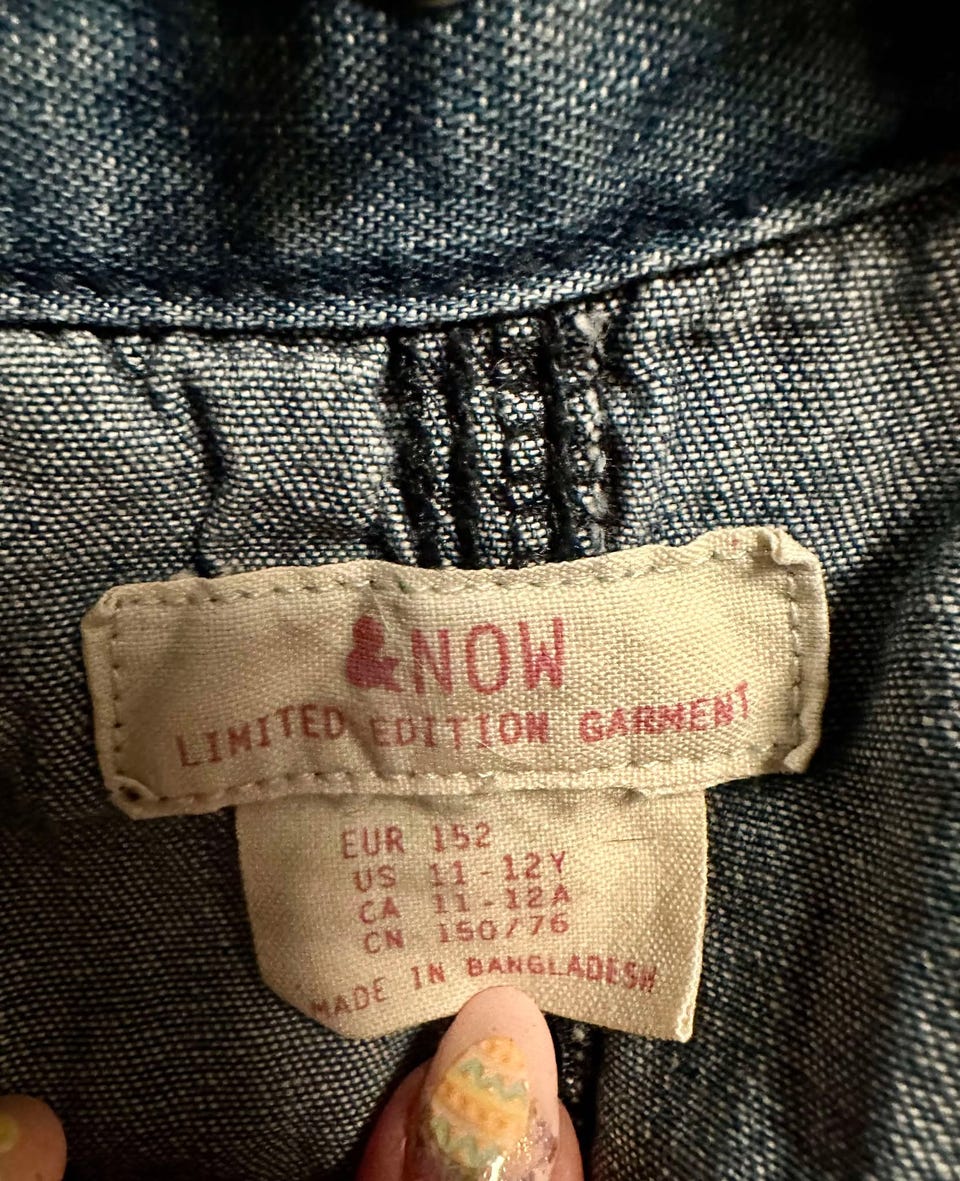 &NOW
LIMITED EDITION GARMENT
EUR 152
US 11-12Y
CA 11-12A
CN 150/76
MADE IN BANGLADESH